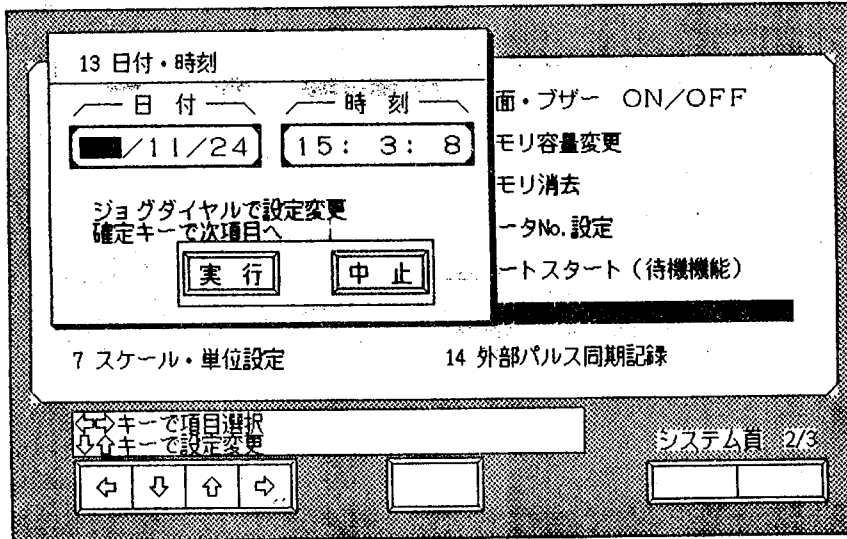 13 日付・時刻
日 付
時 刻
/11/24
15: 3: 8
ジョグダイヤルで設定変更
確定キーで次項目へ
実 行
中 止
面・ブザー ON/OFF
モリ容量変更
モリ消去
ータNo.設定
ートスタート(待機機能)
7 スケール・単位設定
14 外部パルス同期記録
⇦⇨キーで項目選択
⇩⇧キーで設定変更
システム首 2/3
⇦ ⇩ ⇧ ⇨